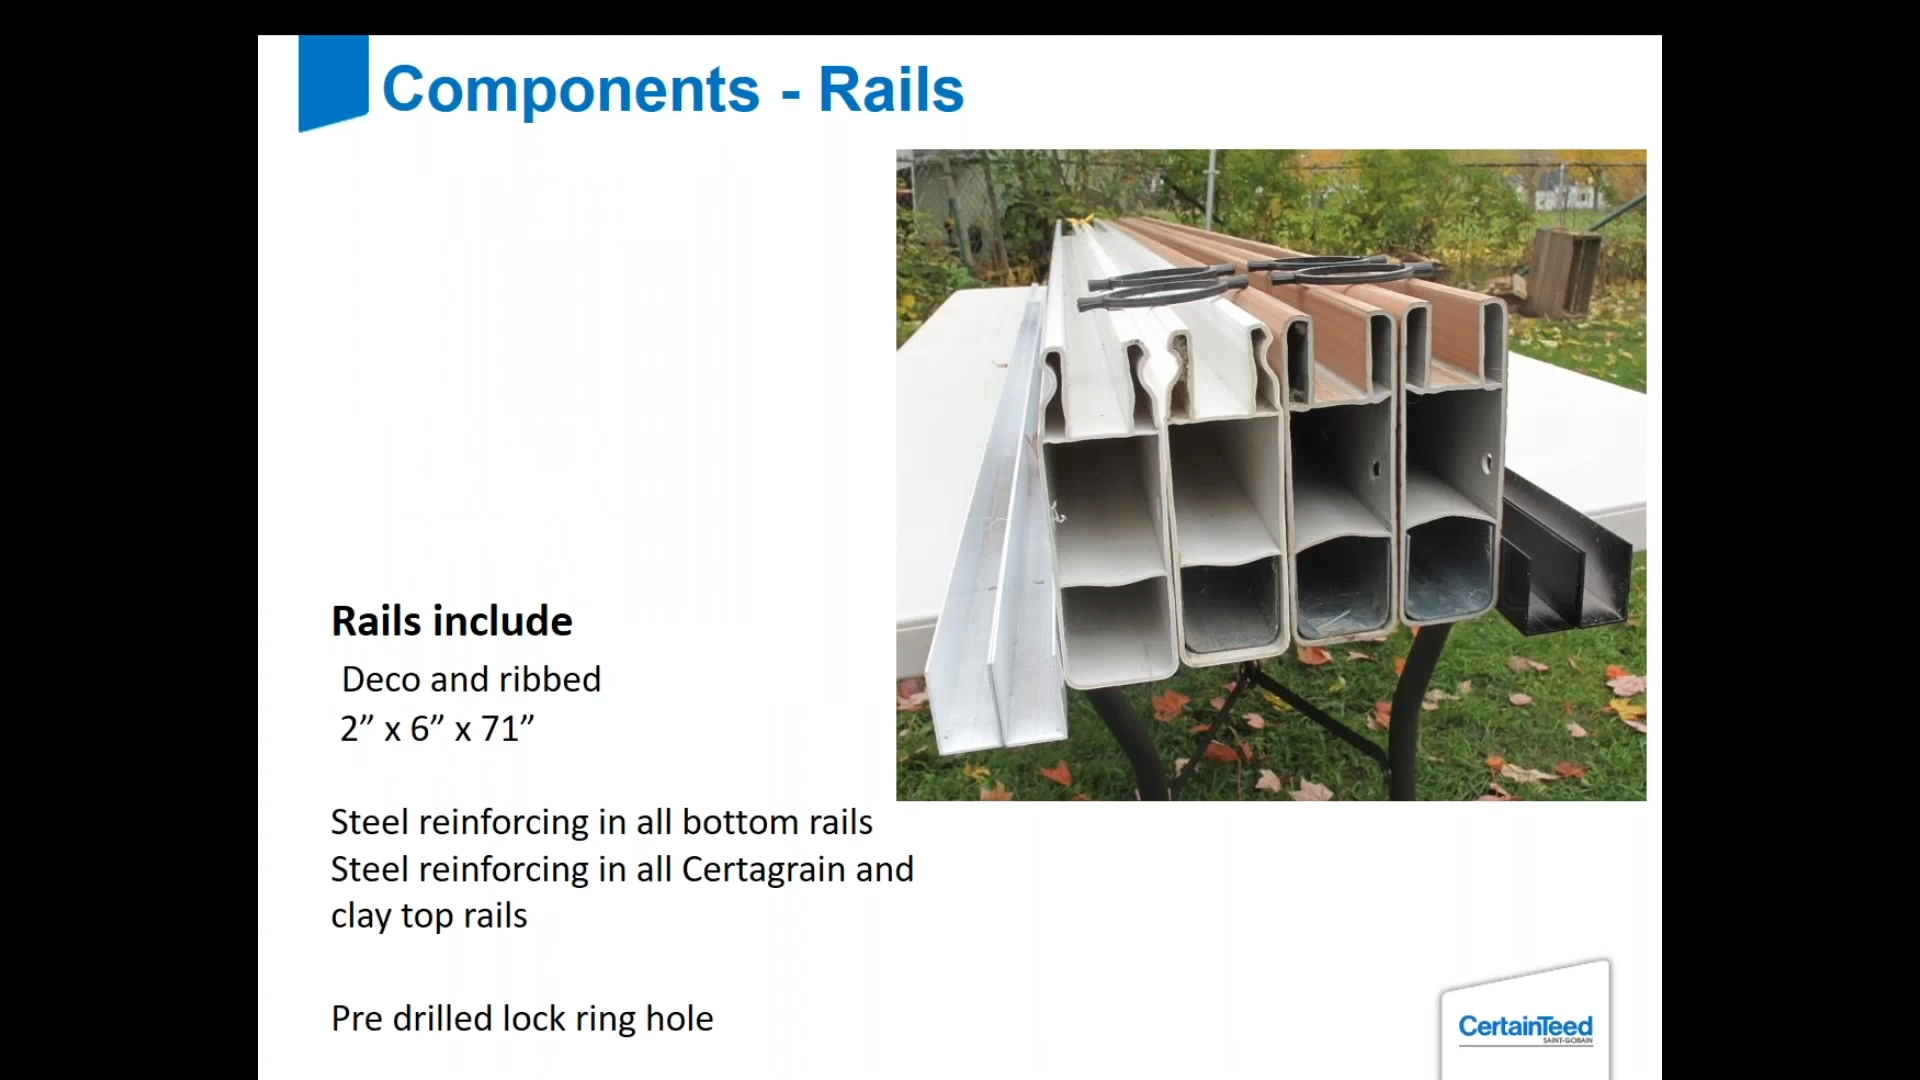 Components - Rails
Rails include
Deco and ribbed
2” x 6” x 71”
Steel reinforcing in all bottom rails
Steel reinforcing in all Certagrain and
clay top rails
Pre drilled lock ring hole
CertainTeed
SAINT-GOBAIN